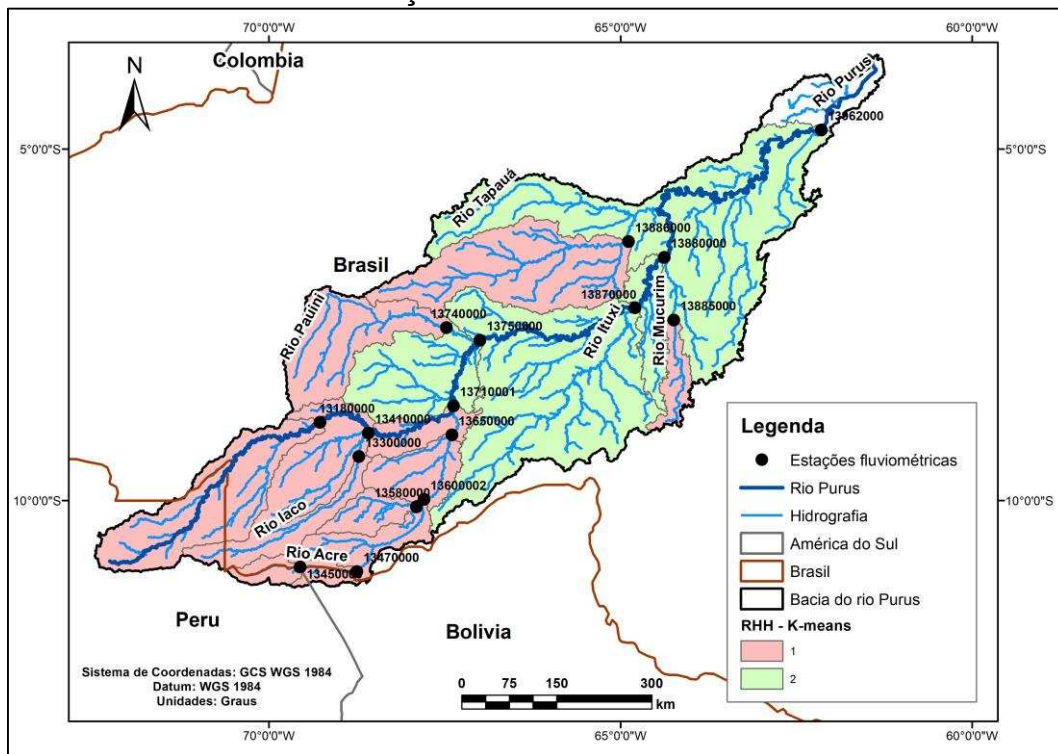 70°0'0"W
65°0'0"W
60°0'0"W
Colombia
N
Rio Purus
13962000
5°0'0"S
5°0'0"S
Rio Tapauá
13886000
13880000
Brasil
13870000
13885000
Rio Ituxi
Rio Mucurim
Rio Pauini
13740000
13750000
13710001
13180000
13410000
13650000
13300000
Legenda
Estações fluviométricas
Rio Purus
Hidrografia
América do Sul
Brasil
Bacia do rio Purus
RHH - K-means
1
2
10°0'0"S
10°0'0"S
13580000
13600002
Rio Iaco
Rio Acre
13470000
13450000
Peru
Bolivia
Sistema de Coordenadas: GCS WGS 1984
Datum: WGS 1984
Unidades: Graus
0 75 150 300
km
70°0'0"W
65°0'0"W
60°0'0"W